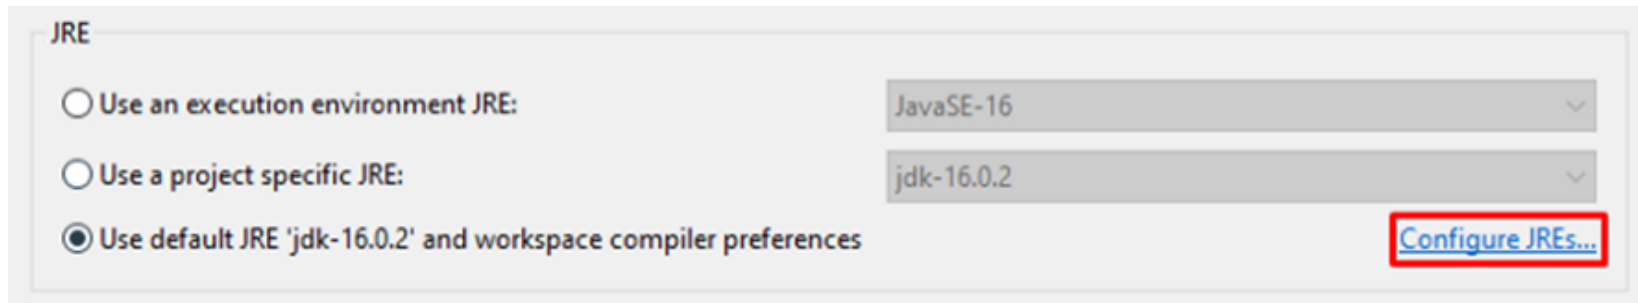 JRE
Use an execution environment JRE: JavaSE-16
Use a project specific JRE: jdk-16.0.2
Use default JRE 'jdk-16.0.2' and workspace compiler preferences Configure JREs...